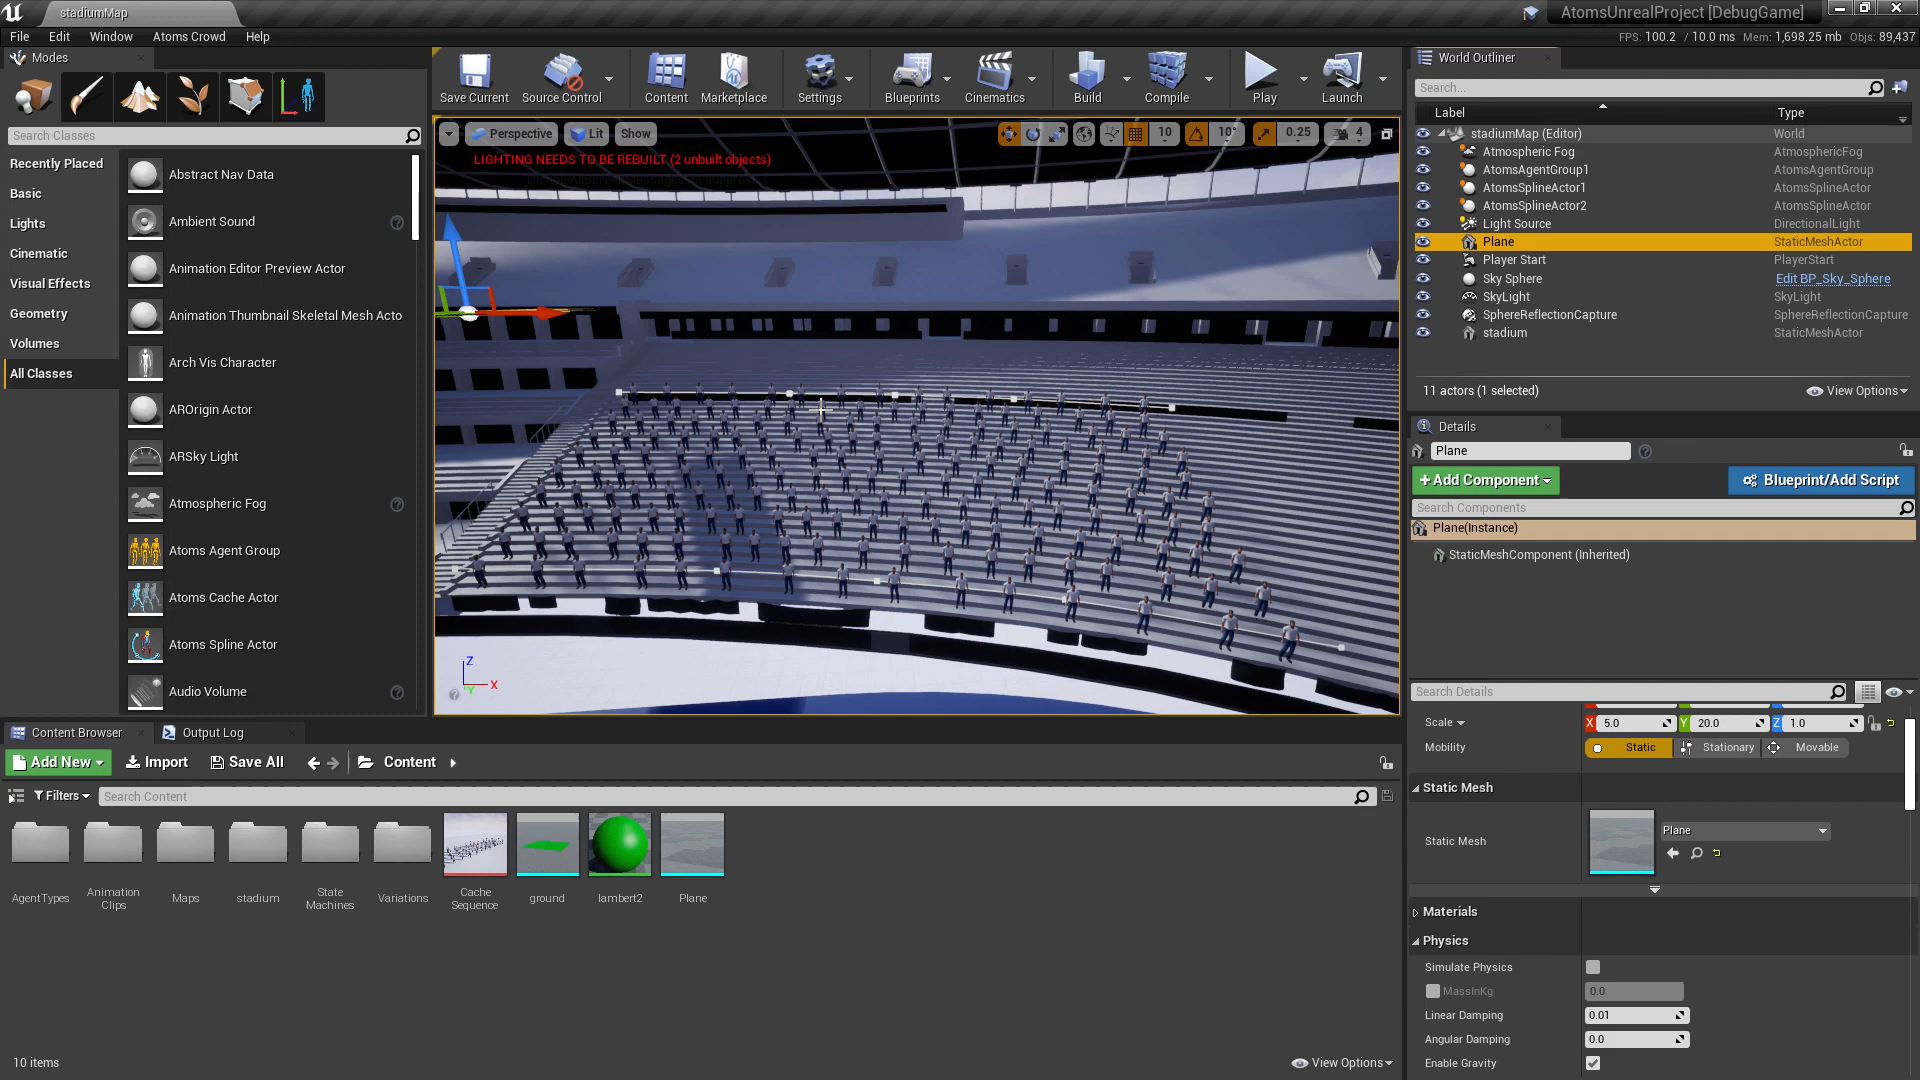 stadiumMap
AtomsUnrealProject [DebugGame]
File Edit Window Atoms Crowd Help
FPS: 100.2 / 10.0 ms Mem: 1,698.25 mb Objs: 89,437
Modes
Search Classes
Recently Placed
Basic
Lights
Cinematic
Visual Effects
Geometry
Volumes
All Classes
Abstract Nav Data
Ambient Sound
Animation Editor Preview Actor
Animation Thumbnail Skeletal Mesh Acto
Arch Vis Character
AROrigin Actor
ARSky Light
Atmospheric Fog
Atoms Agent Group
Atoms Cache Actor
Atoms Spline Actor
Audio Volume
Save Current Source Control Content Marketplace Settings Blueprints Cinematics Build Compile Play Launch
Perspective Lit Show 10 10° 0.25 4
LIGHTING NEEDS TO BE REBUILT (2 unbuilt objects)
Z
X
Y
World Outliner
Search...
Label Type
stadiumMap (Editor) World
Atmospheric Fog AtmosphericFog
AtomsAgentGroup1 AtomsAgentGroup
AtomsSplineActor1 AtomsSplineActor
AtomsSplineActor2 AtomsSplineActor
Light Source DirectionalLight
Plane StaticMeshActor
Player Start PlayerStart
Sky Sphere Edit BP_Sky_Sphere
SkyLight SkyLight
SphereReflectionCapture SphereReflectionCapture
stadium StaticMeshActor
11 actors (1 selected) View Options
Details
Plane
+Add Component Blueprint/Add Script
Search Components
Plane(Instance)
StaticMeshComponent (Inherited)
Search Details
Scale X 5.0 Y 20.0 Z 1.0
Mobility Static Stationary Movable
Static Mesh
Static Mesh Plane
Materials
Physics
Simulate Physics
MassInKg 0.0
Linear Damping 0.01
Angular Damping 0.0
Enable Gravity
Content Browser Output Log
Add New Import Save All Content
Filters Search Content
AgentTypes
Animation
Clips
Maps
stadium
State
Machines
Variations
Cache
Sequence
ground
lambert2
Plane
10 items View Options